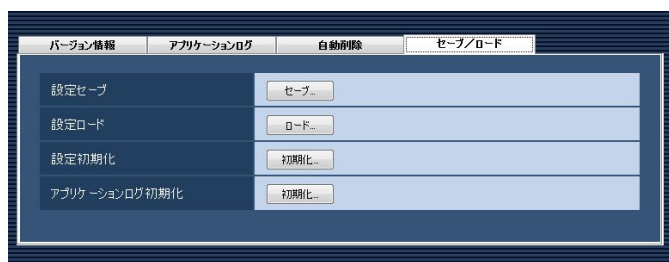 バージョン情報 アプリケーションログ 自動削除 セーブ/ロード
設定セーブ セーブ...
設定ロード ロード...
設定初期化 初期化...
アプリケーションログ初期化 初期化...